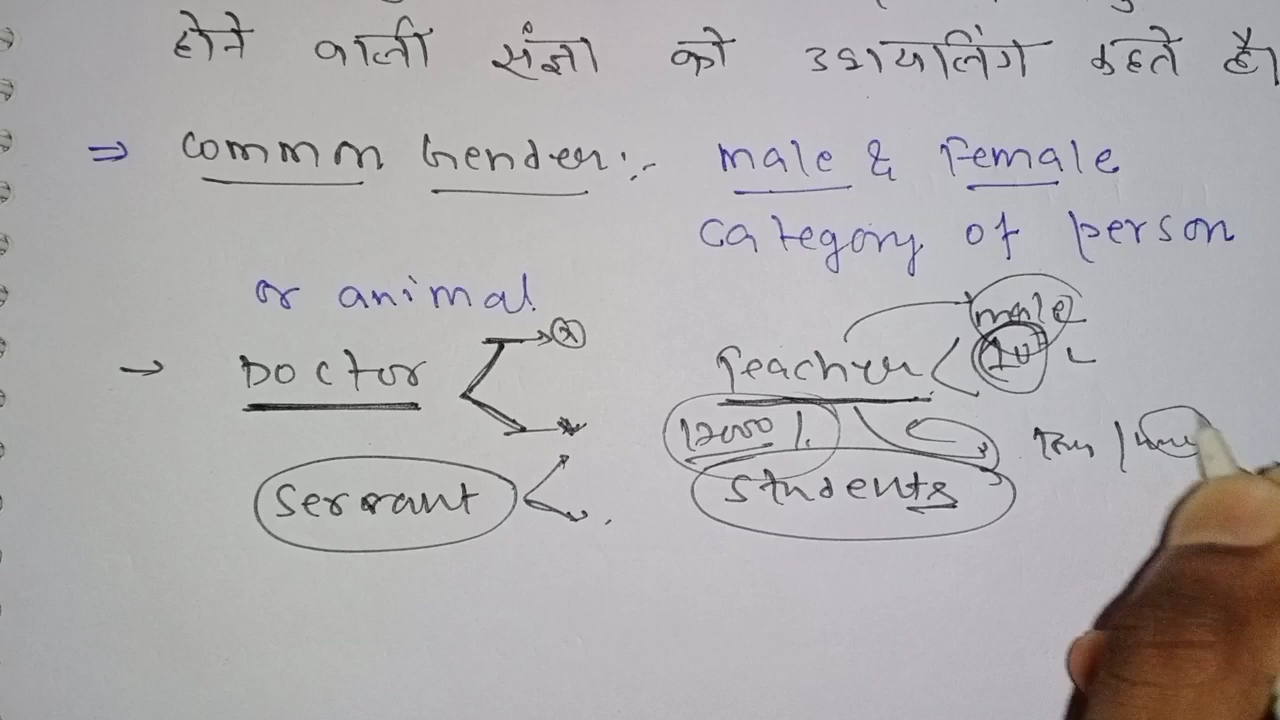 होने वाली संज्ञा को उभयलिंग कहते है।
⇒ Common Gender :- male & Female
category of person
or animal
male
→ Doctor Teacher
12000
Servant Students